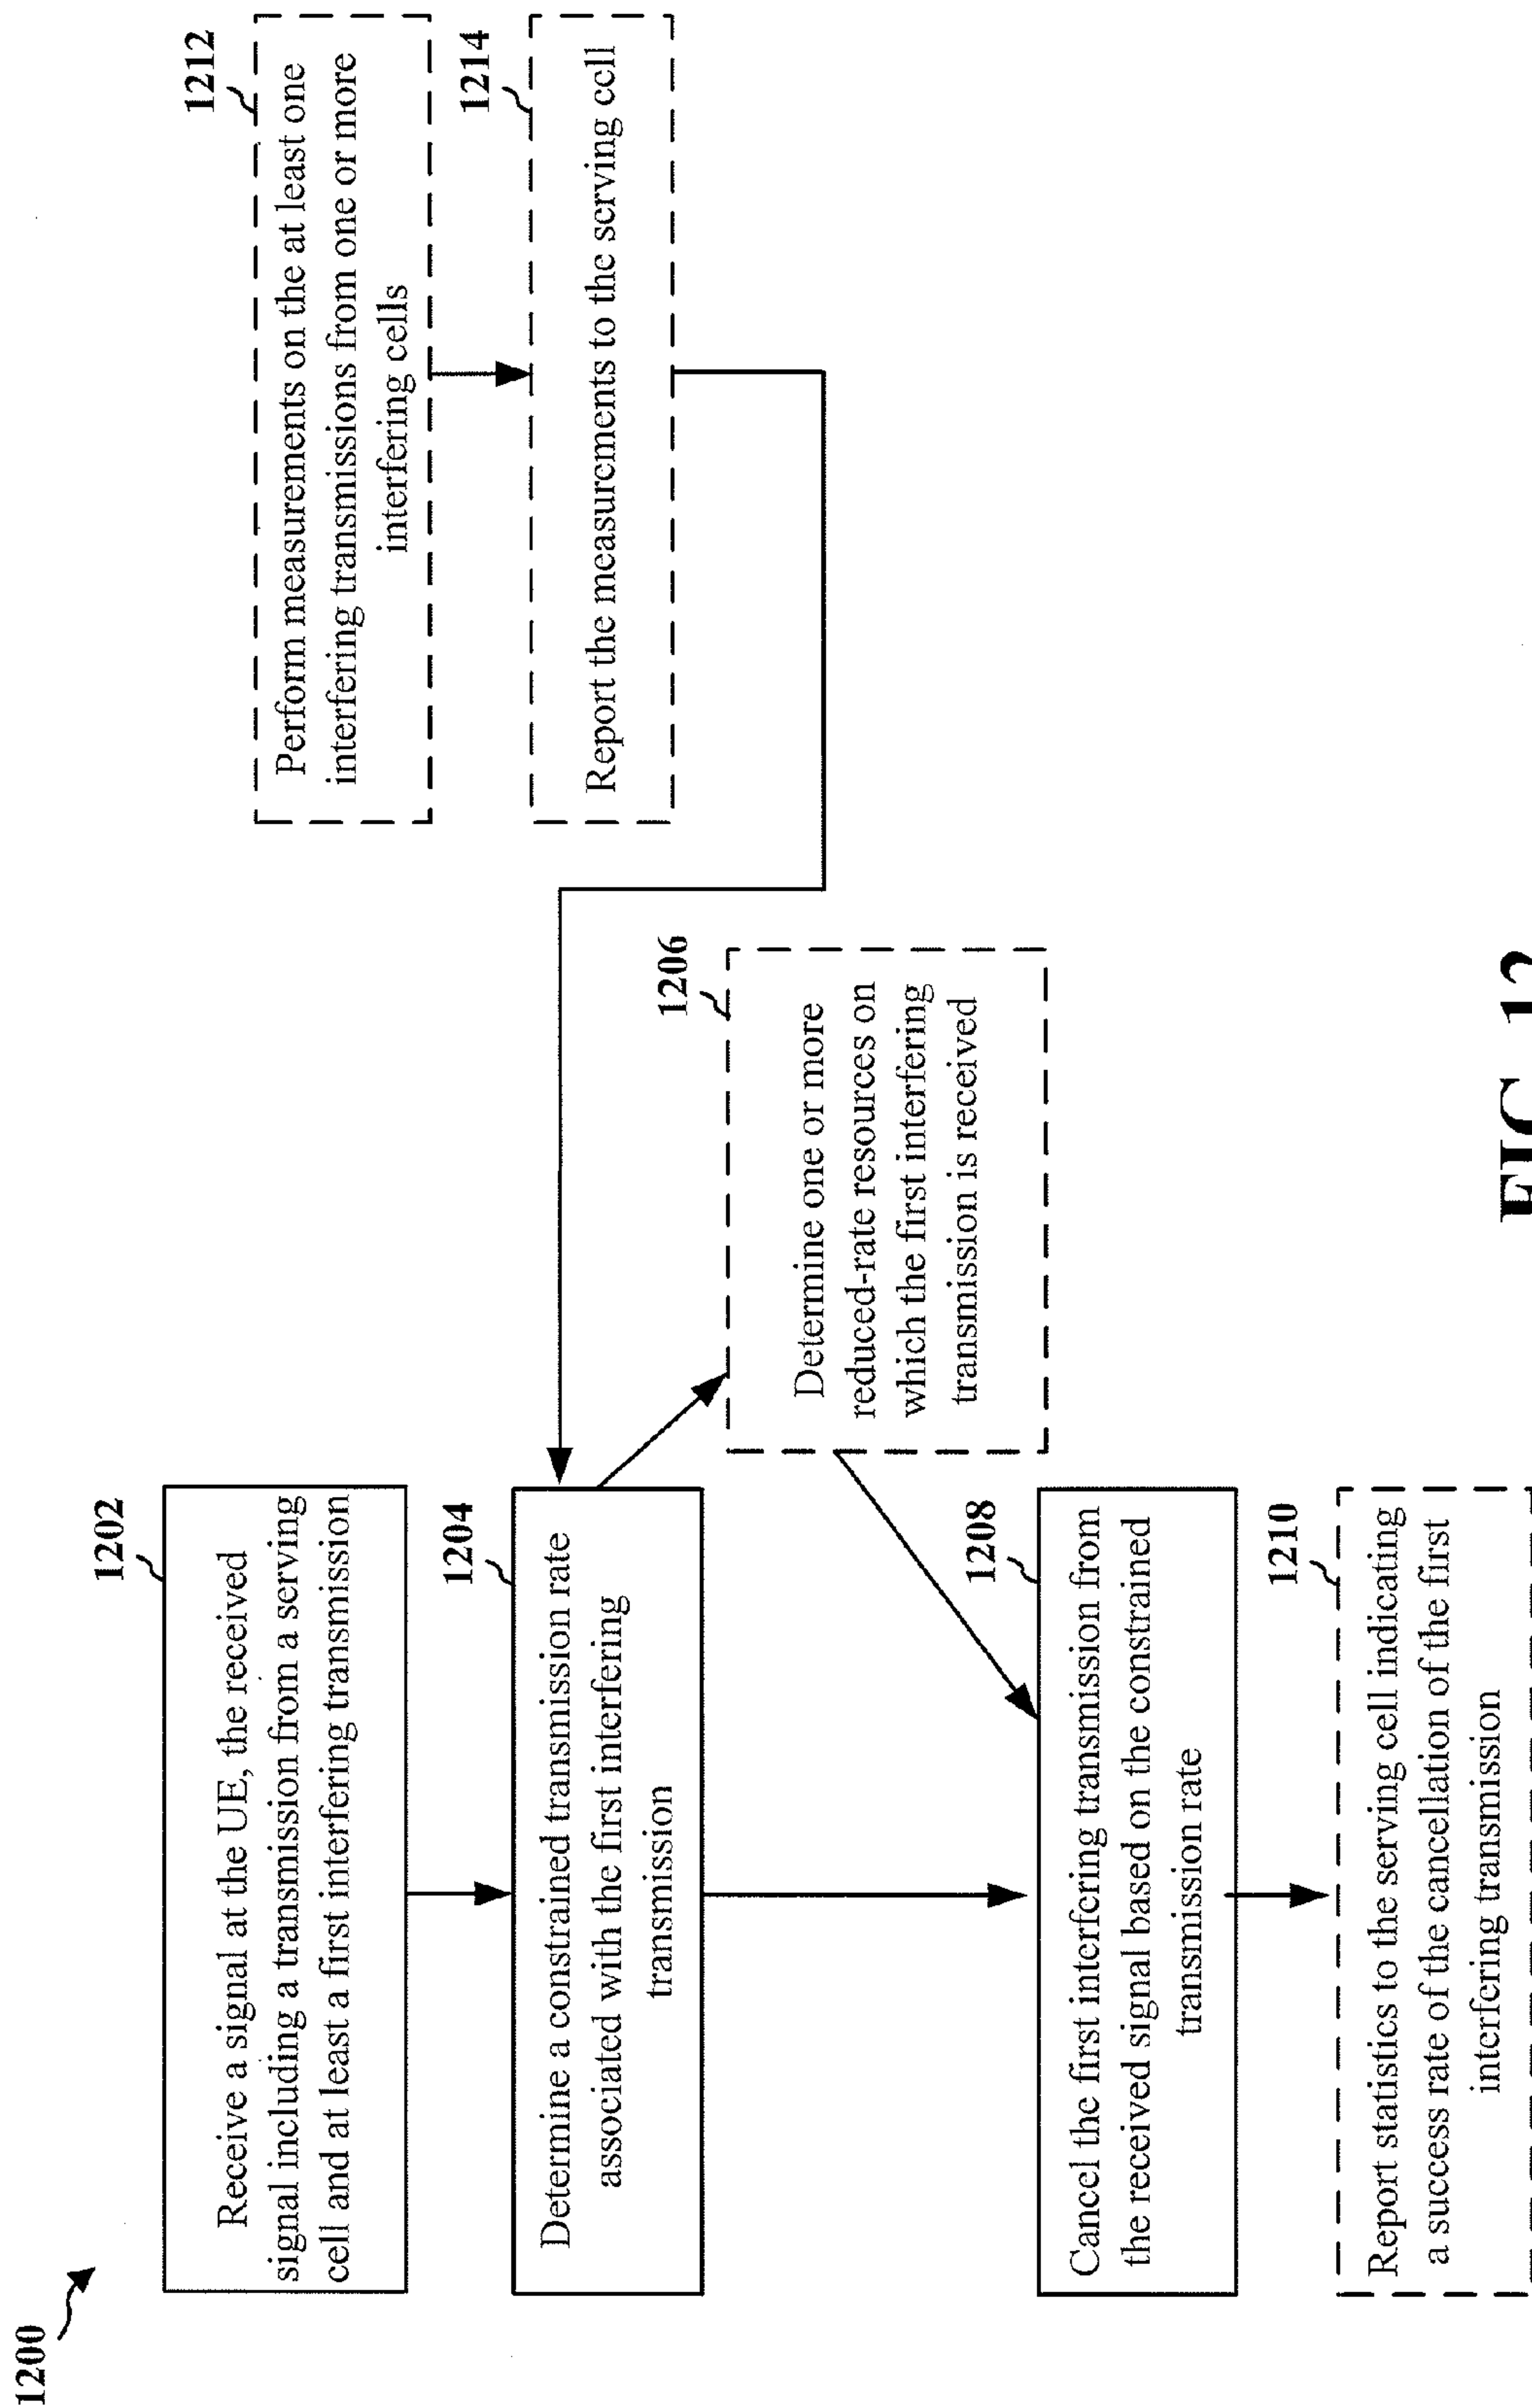 1200
1202
Receive a signal at the UE, the received
signal including a transmission from a serving
cell and at least a first interfering transmission
1204
Determine a constrained transmission rate
associated with the first interfering
transmission
1206
Determine one or more
reduced-rate resources on
which the first interfering
transmission is received
1208
Cancel the first interfering transmission from
the received signal based on the constrained
transmission rate
1210
Report statistics to the serving cell indicating
a success rate of the cancellation of the first
interfering transmission
1212
Perform measurements on the at least one
interfering transmissions from one or more
interfering cells
1214
Report the measurements to the serving cell
FIG. 12